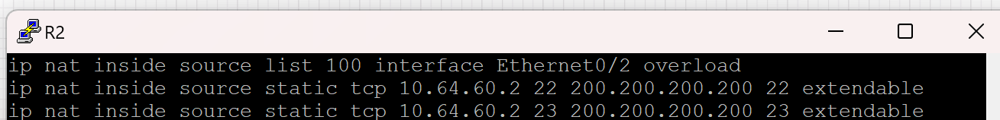 R2
ip nat inside source list 100 interface Ethernet0/2 overload
ip nat inside source static tcp 10.64.60.2 22 200.200.200.200 22 extendable
ip nat inside source static tcp 10.64.60.2 23 200.200.200.200 23 extendable